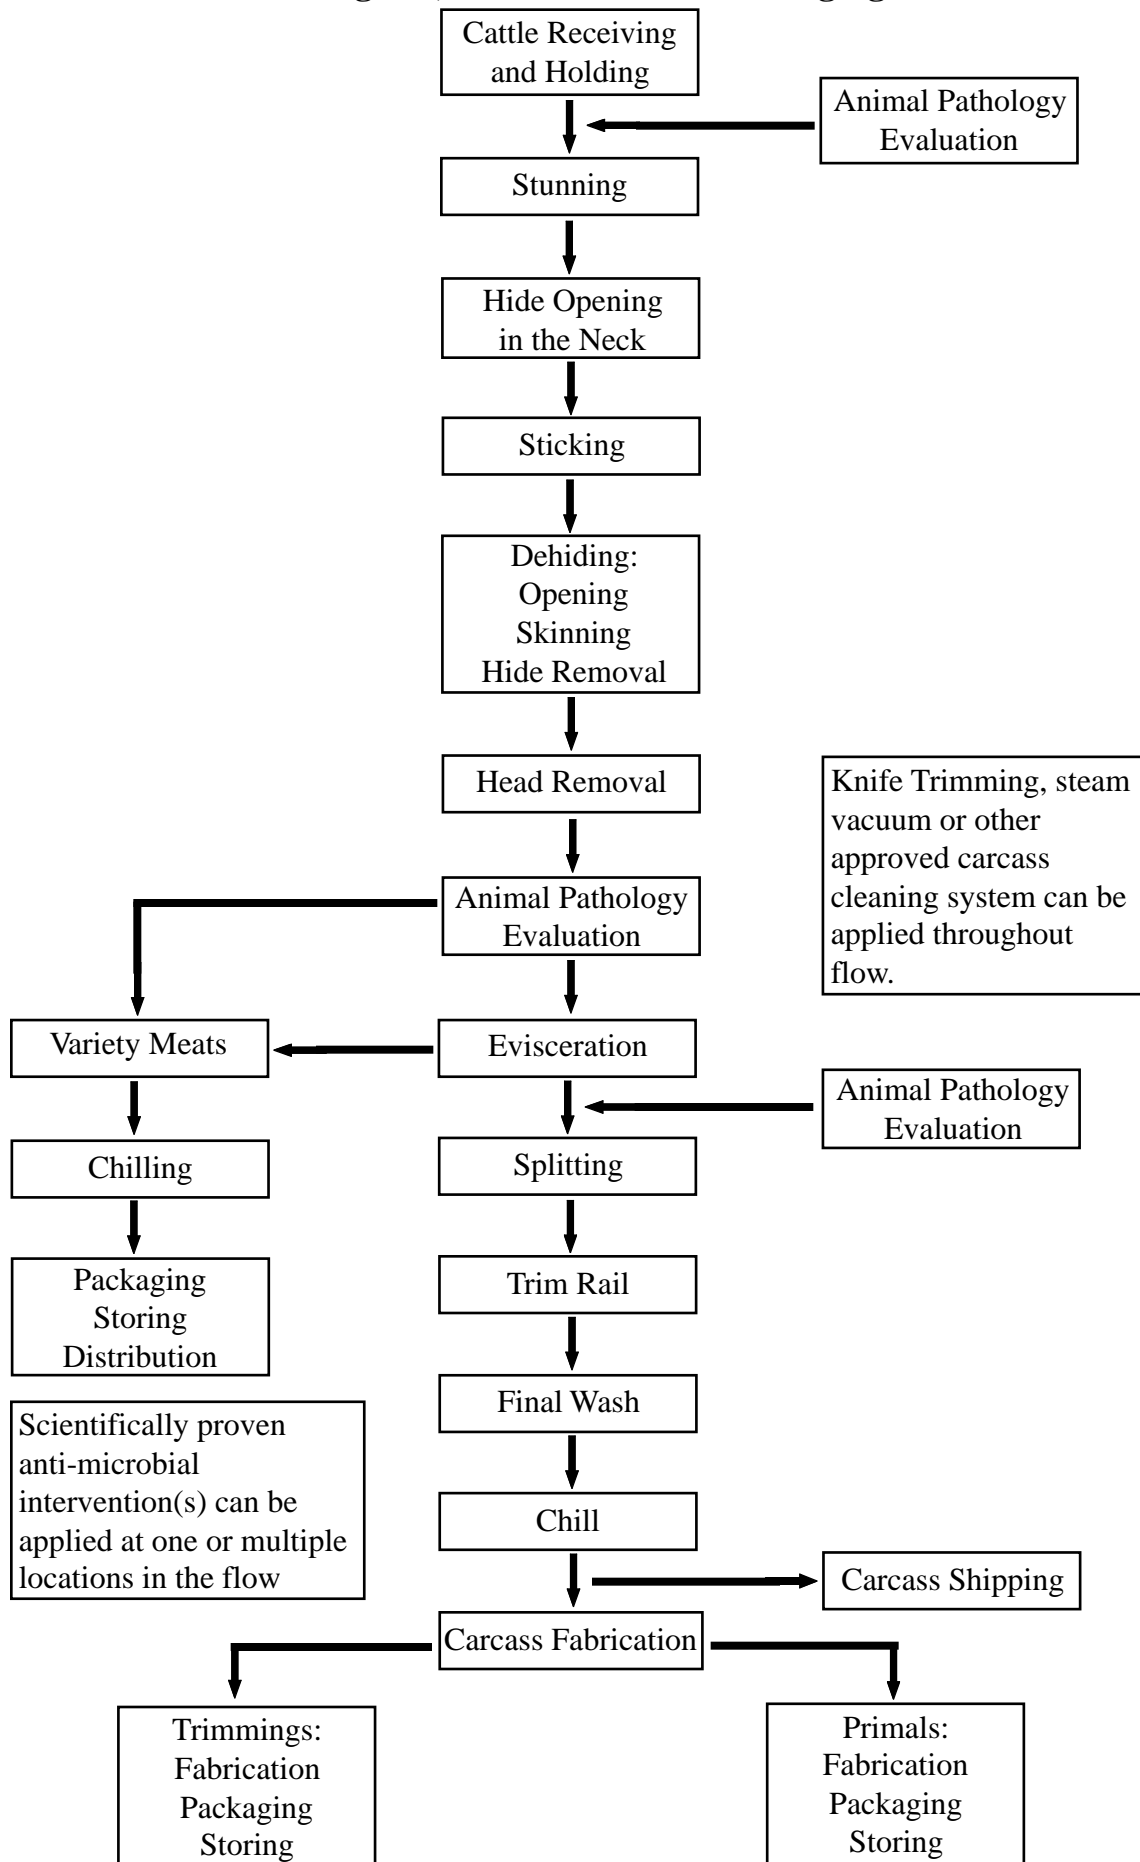 Cattle Receiving
and Holding
Animal Pathology
Evaluation
Stunning
Hide Opening
in the Neck
Sticking
Dehiding:
Opening
Skinning
Hide Removal
Head Removal
Knife Trimming, steam
vacuum or other
approved carcass
cleaning system can be
applied throughout
flow.
Animal Pathology
Evaluation
Variety Meats
Evisceration
Animal Pathology
Evaluation
Chilling
Splitting
Packaging
Storing
Distribution
Trim Rail
Final Wash
Scientifically proven
anti-microbial
intervention(s) can be
applied at one or multiple
locations in the flow
Chill
Carcass Shipping
Carcass Fabrication
Trimmings:
Fabrication
Packaging
Storing
Primals:
Fabrication
Packaging
Storing